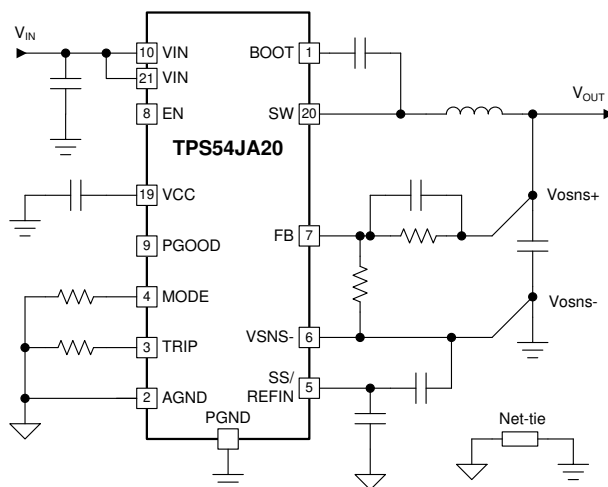 VIN
10 VIN
BOOT 1
21 VIN
8 EN
SW 20
VOUT
TPS54JA20
19 VCC
Vosns+
9 PGOOD
FB 7
4 MODE
Vosns-
3 TRIP
VSNS- 6
2 AGND
SS/
REFIN 5
PGND
Net-tie